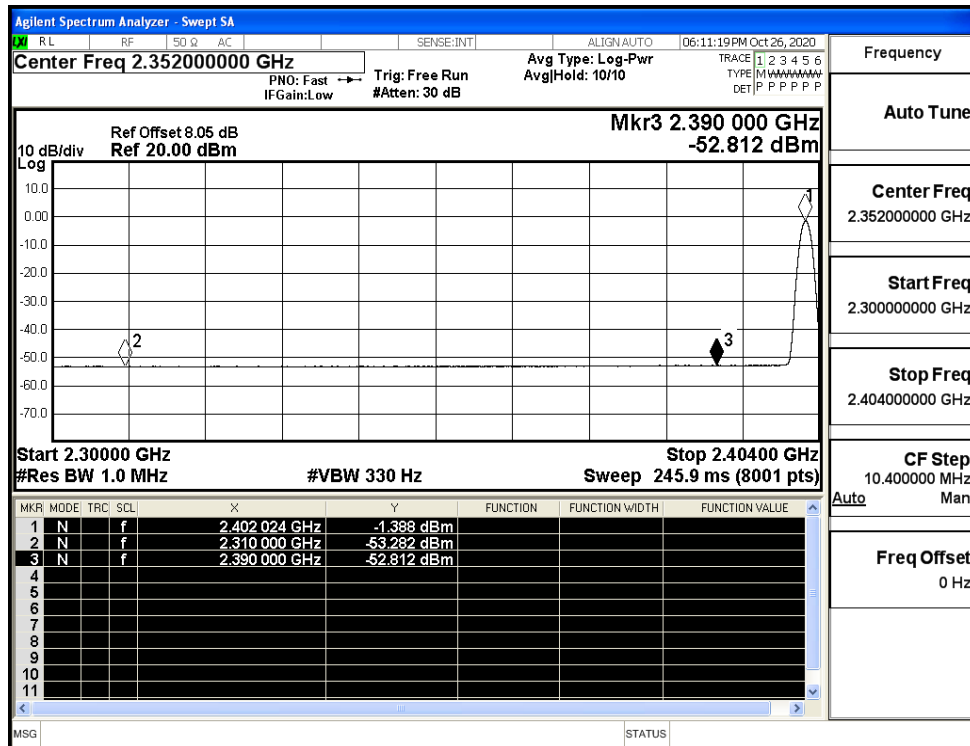 Agilent Spectrum Analyzer - Swept SA
LXI RL RF 50 Ω AC SENSE:INT ALIGN AUTO 06:11:19 PM Oct 26, 2020
Center Freq 2.352000000 GHz
PNO: Fast
IFGain:Low
Trig: Free Run
#Atten: 30 dB
Avg Type: Log-Pwr
Avg|Hold: 10/10
TRACE 1 2 3 4 5 6
TYPE M
DET P P P P P P
Mkr3 2.390 000 GHz
-52.812 dBm
Ref Offset 8.05 dB
10 dB/div Ref 20.00 dBm
Log
10.0
0.00
-10.0
-20.0
-30.0
-40.0
-50.0
-60.0
-70.0
1
2
3
Start 2.30000 GHz Stop 2.40400 GHz
#Res BW 1.0 MHz #VBW 330 Hz Sweep 245.9 ms (8001 pts)
MKR MODE TRC SCL X Y FUNCTION FUNCTION WIDTH FUNCTION VALUE
1 N f 2.402 024 GHz -1.388 dBm
2 N f 2.310 000 GHz -53.282 dBm
3 N f 2.390 000 GHz -52.812 dBm
4
5
6
7
8
9
10
11
MSG STATUS
Frequency
Auto Tune
Center Freq
2.352000000 GHz
Start Freq
2.300000000 GHz
Stop Freq
2.404000000 GHz
CF Step
10.400000 MHz
Auto Man
Freq Offset
0 Hz